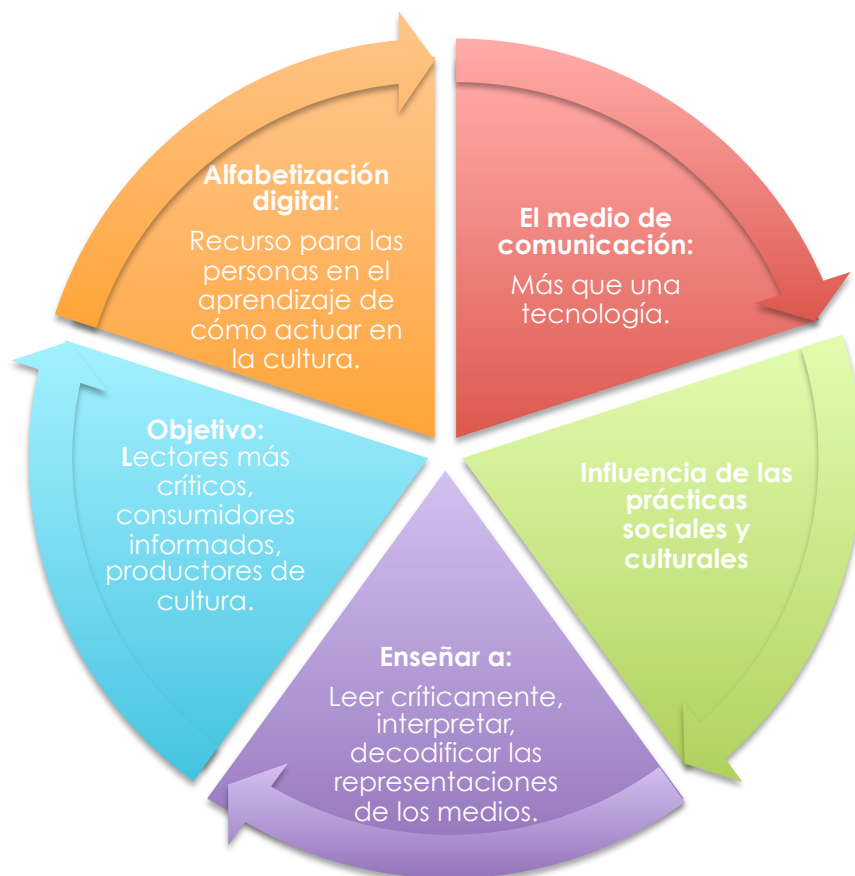 Alfabetización
digital:
Recurso para las
personas en el
aprendizaje de
cómo actuar en
la cultura.
El medio de
comunicación:
Más que una
tecnología.
Influencia de las
prácticas
sociales y
culturales
Enseñar a:
Leer críticamente,
interpretar,
decodificar las
representaciones
de los medios.
Objetivo:
Lectores más
críticos,
consumidores
informados,
productores de
cultura.